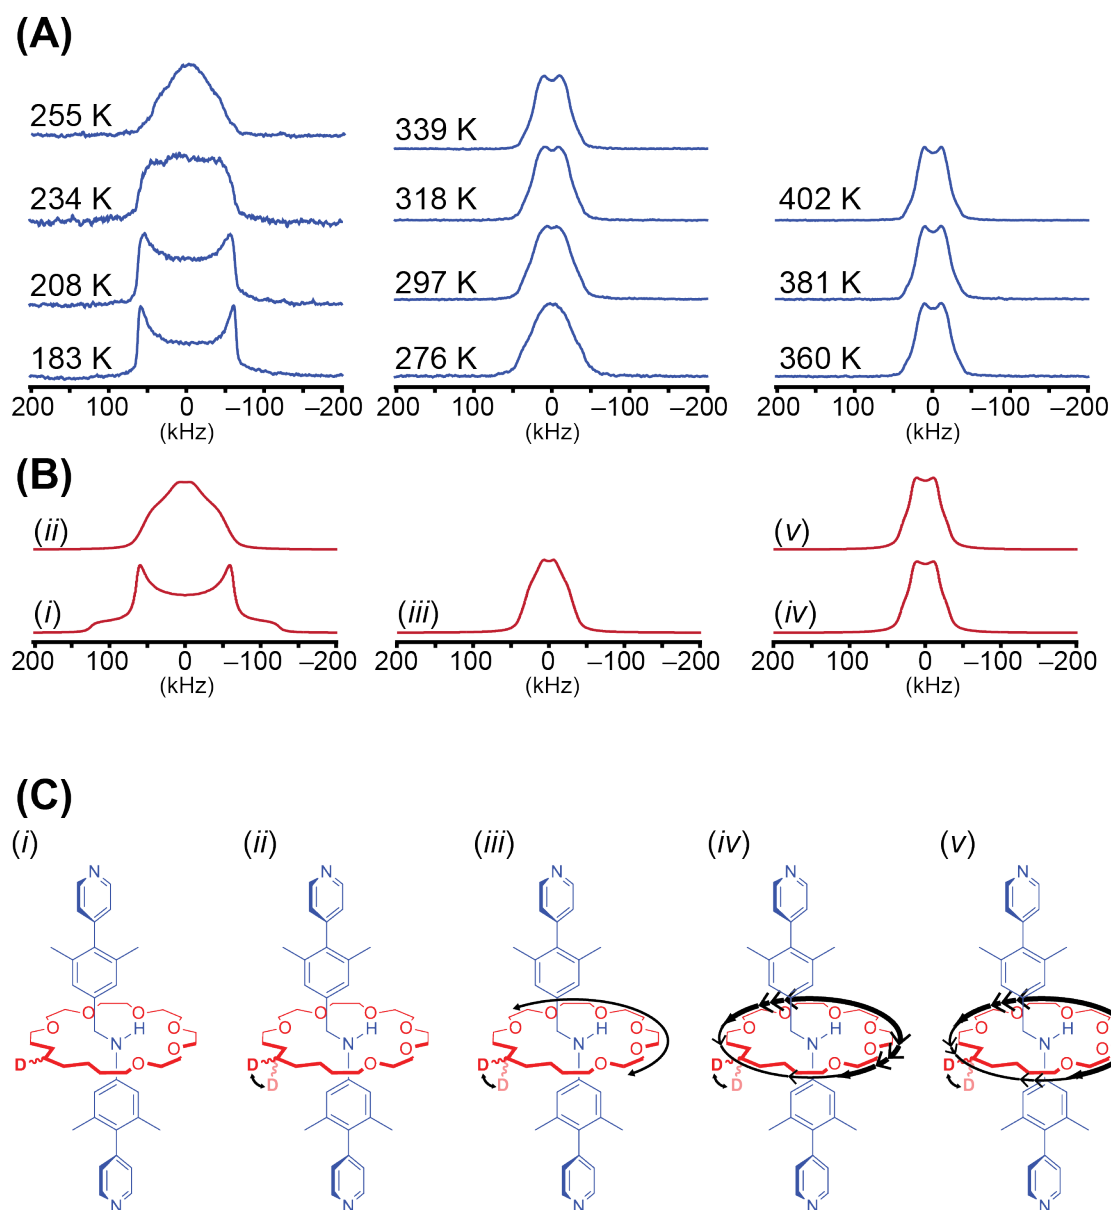 (A)
255 K
234 K
208 K
183 K
200 100 0 –100 –200
(kHz)
339 K
318 K
297 K
276 K
200 100 0 –100 –200
(kHz)
402 K
381 K
360 K
200 100 0 –100 –200
(kHz)
(B)
(ii)
(i)
200 100 0 –100 –200
(kHz)
(iii)
200 100 0 –100 –200
(kHz)
(v)
(iv)
200 100 0 –100 –200
(kHz)
(C)
(i)
N
O O
O H O
N
O O
D O
N
(ii)
N
O O
O H O
N
O O
D O
D
N
(iii)
N
O O
O H O
N
O O
D O
D
N
(iv)
N
O O
O H O
N
O O
D O
D
N
(v)
N
O O
O H O
N
O O
D O
D
N